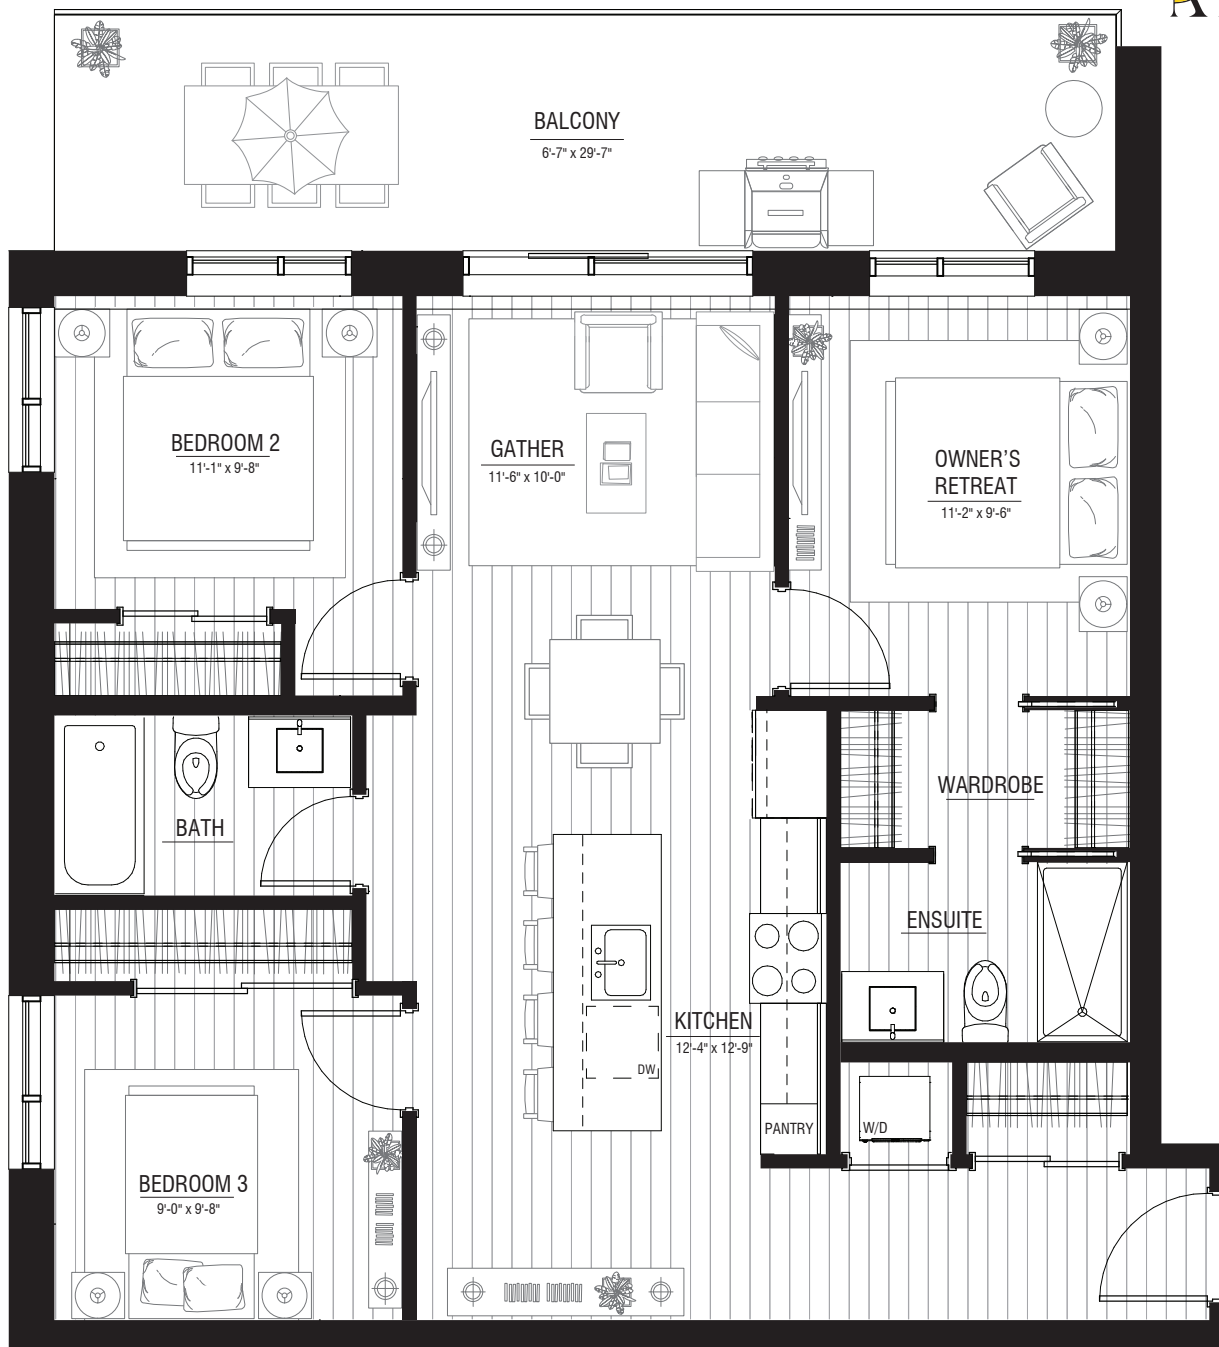 BALCONY
6'-7" x 29'-7"
BEDROOM 2
11'-1" x 9'-8"
GATHER
11'-6" x 10'-0"
OWNER'S
RETREAT
11'-2" x 9'-6"
WARDROBE
BATH
ENSUITE
KITCHEN
12'-4" x 12'-9"
DW
PANTRY
W/D
BEDROOM 3
9'-0" x 9'-8"